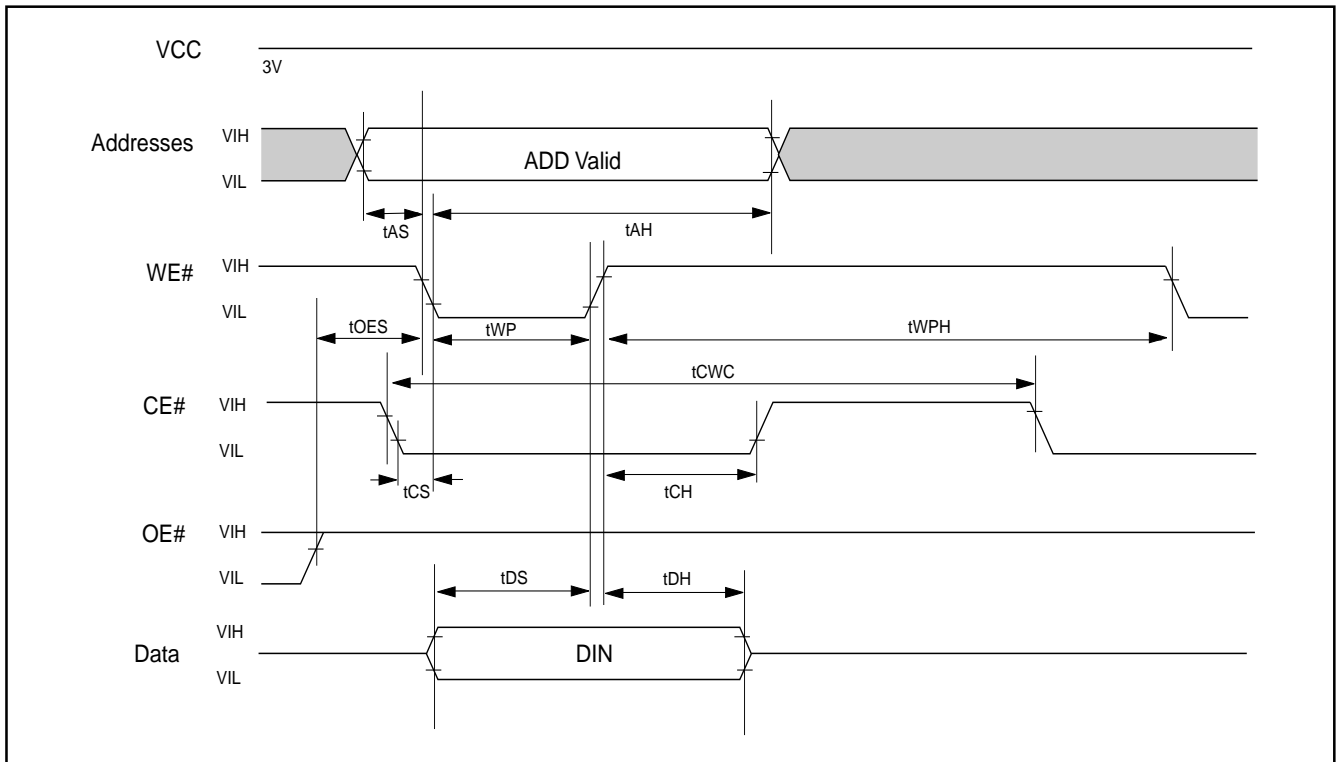 VCC
3V
Addresses
VIH
VIL
ADD Valid
tAS
tAH
WE#
VIH
VIL
tOES
tWP
tWPH
tCWC
CE#
VIH
VIL
tCS
tCH
OE#
VIH
VIL
tDS
tDH
Data
VIH
VIL
DIN